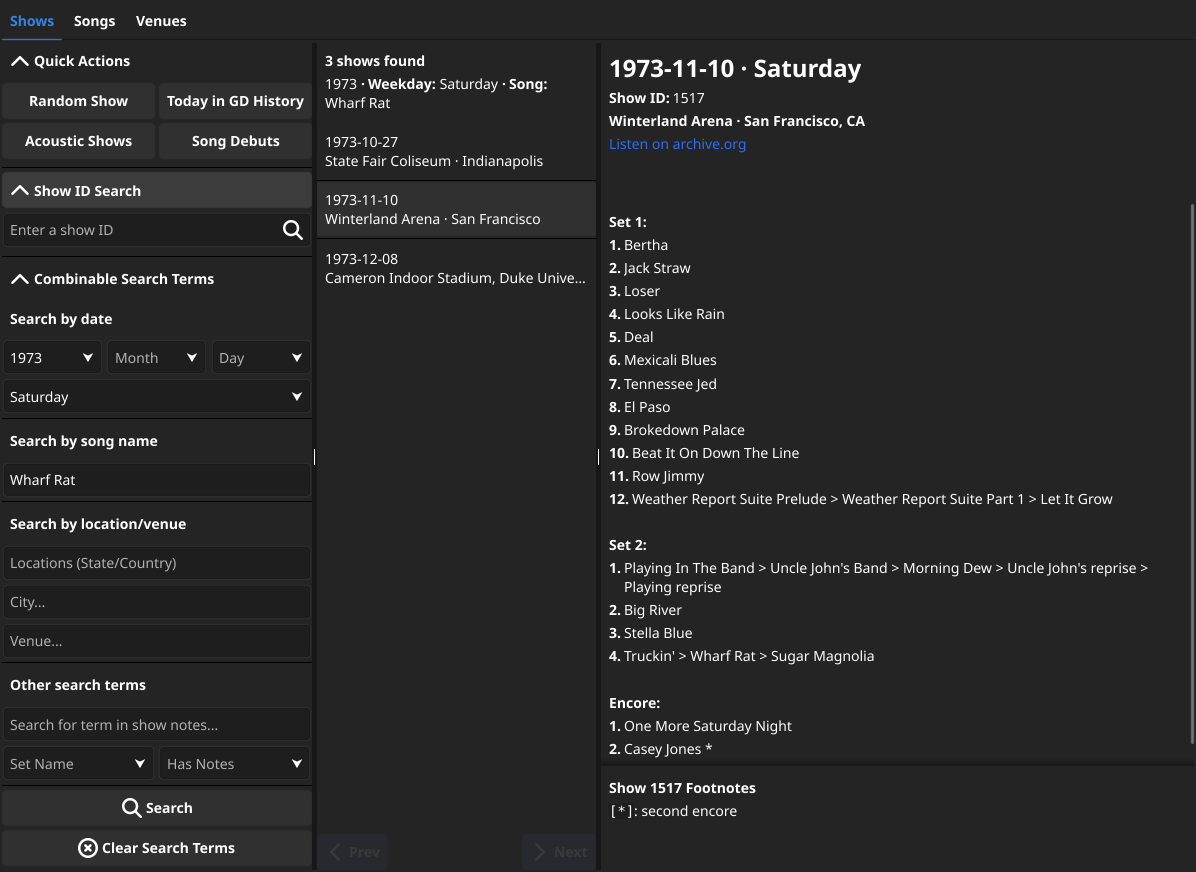 Shows Songs Venues
Quick Actions
Random Show Today in GD History
Acoustic Shows Song Debuts
Show ID Search
Enter a show ID
Combinable Search Terms
Search by date
1973 Month Day
Saturday
Search by song name
Wharf Rat
Search by location/venue
Locations (State/Country)
City...
Venue...
Other search terms
Search for term in show notes...
Set Name Has Notes
Search
Clear Search Terms
3 shows found
1973 · Weekday: Saturday · Song:
Wharf Rat
1973-10-27
State Fair Coliseum · Indianapolis
1973-11-10
Winterland Arena · San Francisco
1973-12-08
Cameron Indoor Stadium, Duke Unive...
Prev Next
1973-11-10 · Saturday
Show ID: 1517
Winterland Arena · San Francisco, CA
Listen on archive.org
Set 1:
1. Bertha
2. Jack Straw
3. Loser
4. Looks Like Rain
5. Deal
6. Mexicali Blues
7. Tennessee Jed
8. El Paso
9. Brokedown Palace
10. Beat It On Down The Line
11. Row Jimmy
12. Weather Report Suite Prelude > Weather Report Suite Part 1 > Let It Grow
Set 2:
1. Playing In The Band > Uncle John's Band > Morning Dew > Uncle John's reprise >
Playing reprise
2. Big River
3. Stella Blue
4. Truckin' > Wharf Rat > Sugar Magnolia
Encore:
1. One More Saturday Night
2. Casey Jones *
Show 1517 Footnotes
[*]: second encore